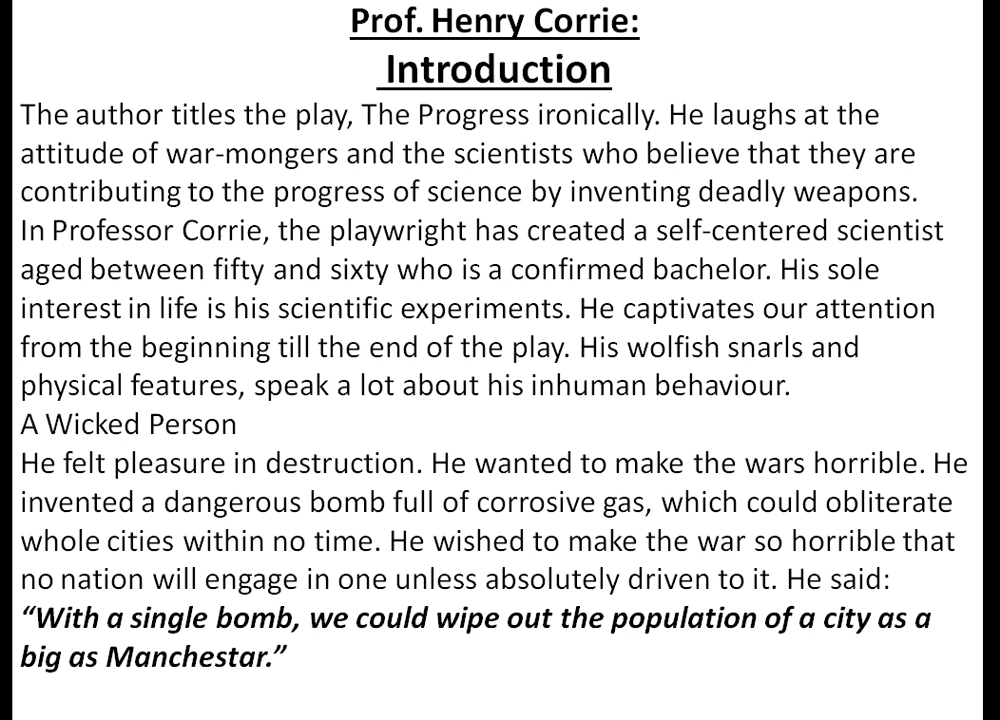 Prof. Henry Corrie:
Introduction
The author titles the play, The Progress ironically. He laughs at the
attitude of war-mongers and the scientists who believe that they are
contributing to the progress of science by inventing deadly weapons.
In Professor Corrie, the playwright has created a self-centered scientist
aged between fifty and sixty who is a confirmed bachelor. His sole
interest in life is his scientific experiments. He captivates our attention
from the beginning till the end of the play. His wolfish snarls and
physical features, speak a lot about his inhuman behaviour.
A Wicked Person
He felt pleasure in destruction. He wanted to make the wars horrible. He
invented a dangerous bomb full of corrosive gas, which could obliterate
whole cities within no time. He wished to make the war so horrible that
no nation will engage in one unless absolutely driven to it. He said:
“With a single bomb, we could wipe out the population of a city as a
big as Manchestar.”